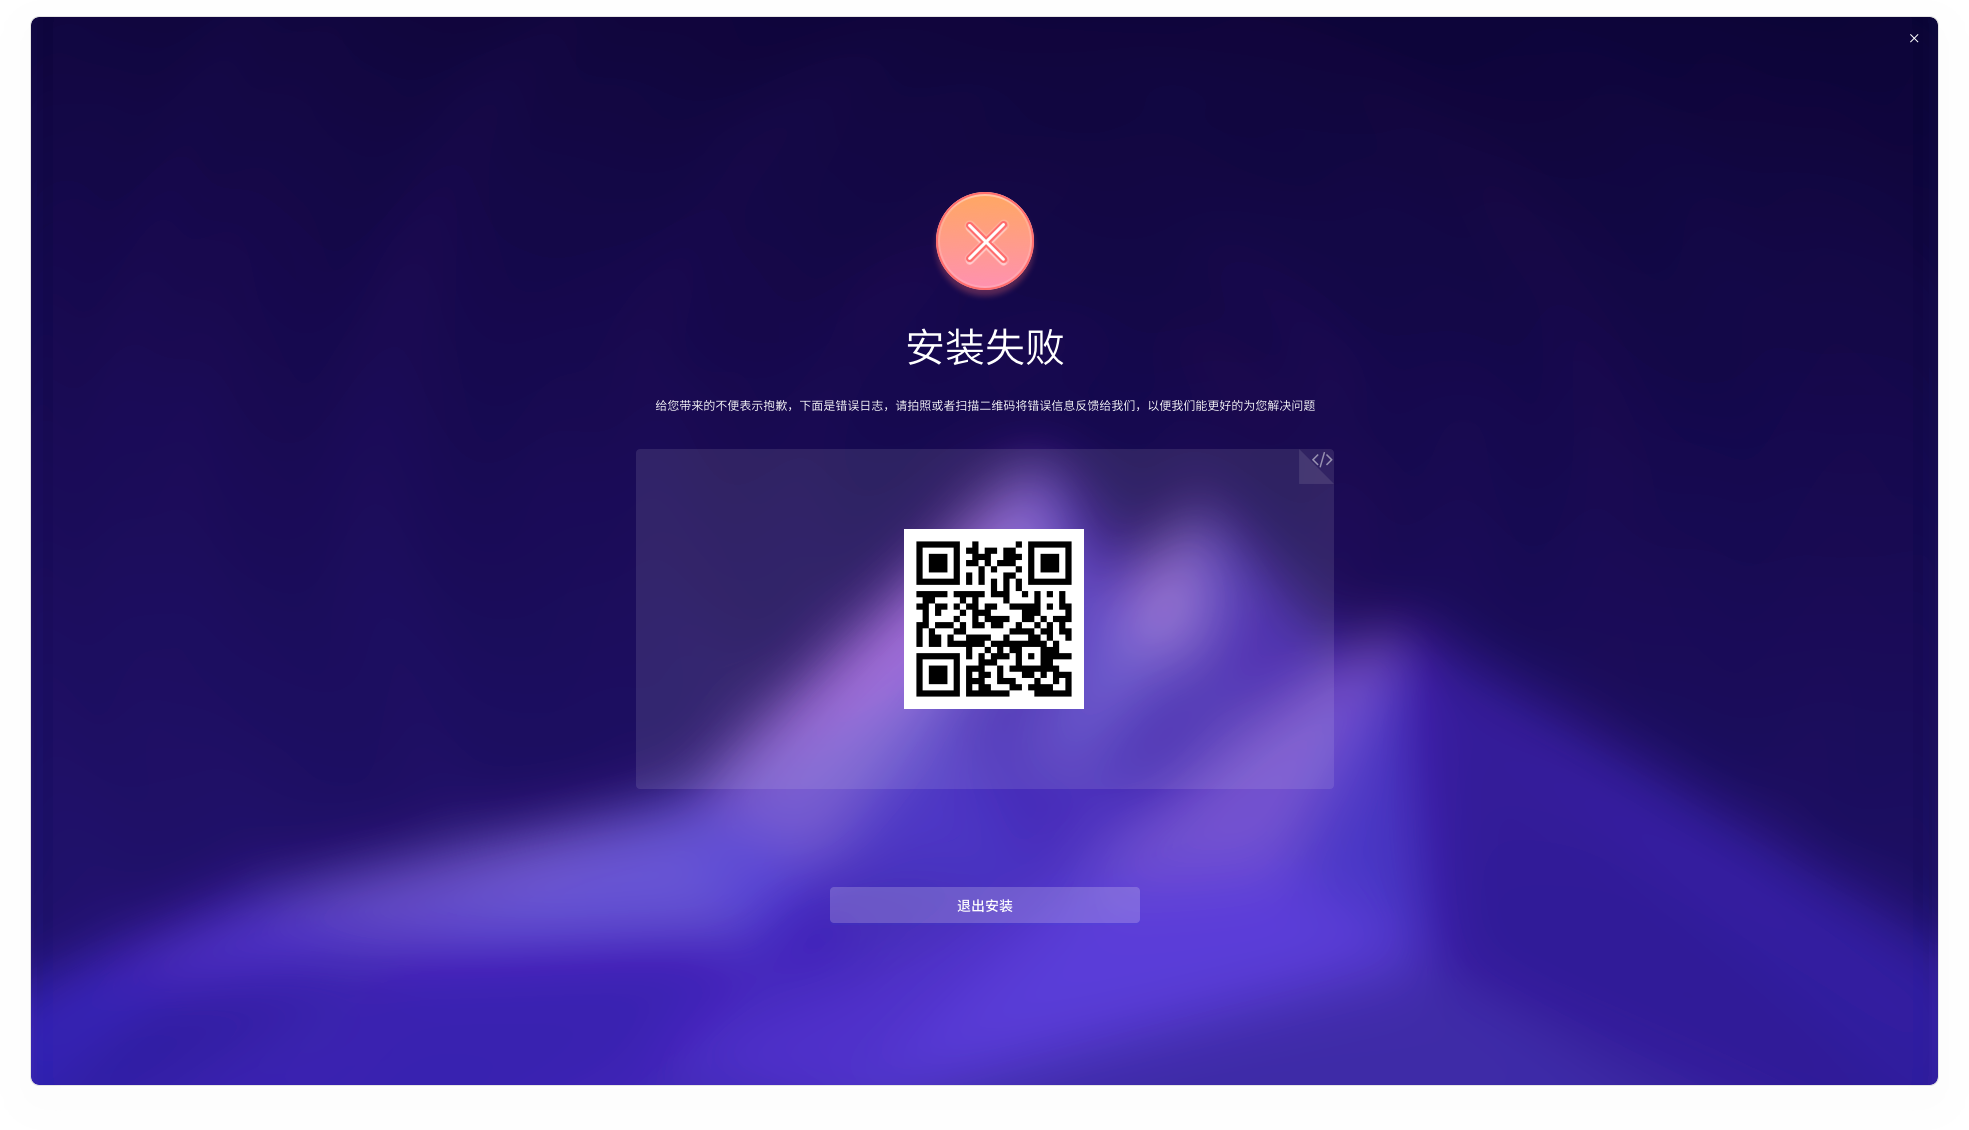 安装失败
给您带来的不便表示抱歉，下面是错误日志，请拍照或者扫描二维码将错误信息反馈给我们，以便我们能更好的为您解决问题
</>
退出安装